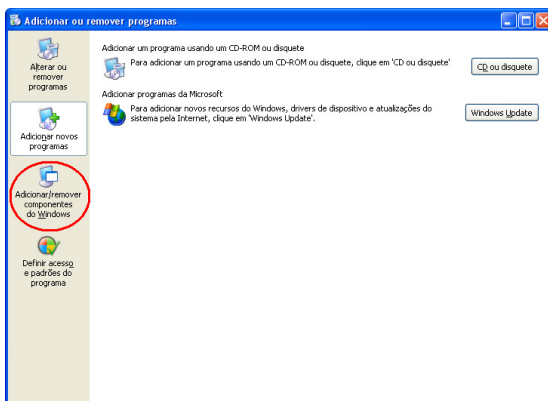 Adicionar ou remover programas
Alterar ou
remover
programas
Adicionar novos
programas
Adicionar/remover
componentes
do Windows
Definir acesso
e padrões do
programa
Adicionar um programa usando um CD-ROM ou disquete
Para adicionar um programa usando um CD-ROM ou disquete, clique em 'CD ou disquete'
CD ou disquete
Adicionar programas da Microsoft
Para adicionar novos recursos do Windows, drivers de dispositivo e atualizações do
sistema pela Internet, clique em 'Windows Update'.
Windows Update